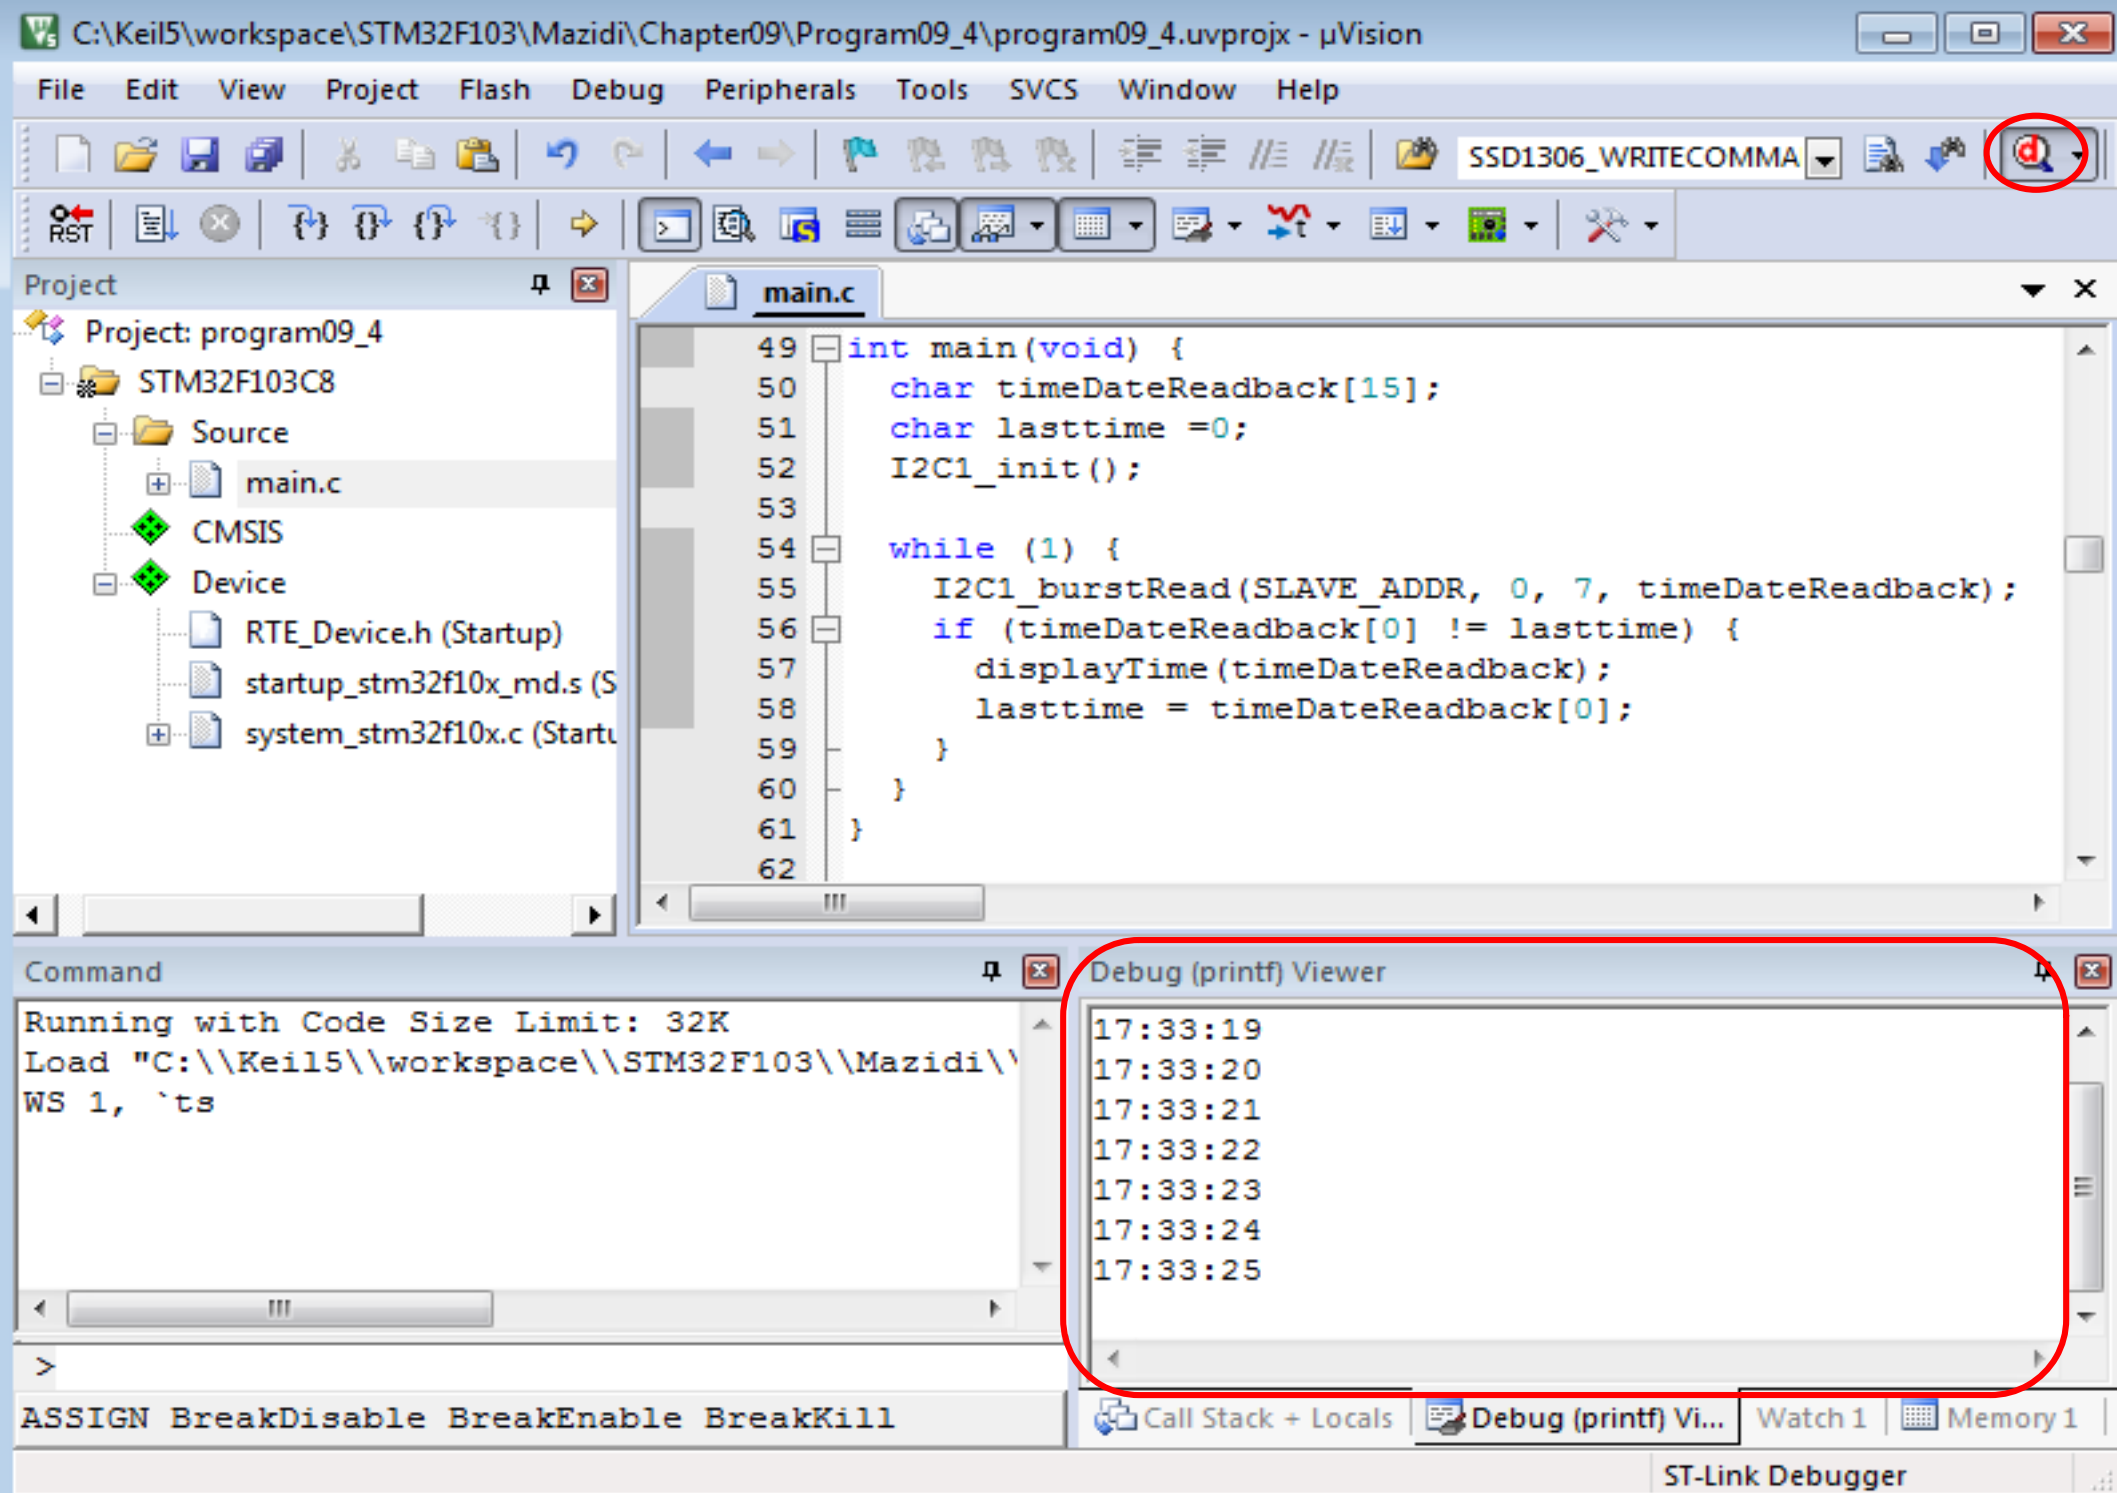 C:\Keil5\workspace\STM32F103\Mazidi\Chapter09\Program09_4\program09_4.uvprojx - µVision
File Edit View Project Flash Debug Peripherals Tools SVCS Window Help
SSD1306_WRITECOMMA
RST
Project
Project: program09_4
STM32F103C8
Source
main.c
CMSIS
Device
RTE_Device.h (Startup)
startup_stm32f10x_md.s (S
system_stm32f10x.c (Startu
main.c
49 int main(void) {
50 char timeDateReadback[15];
51 char lasttime =0;
52 I2C1_init();
53
54 while (1) {
55 I2C1_burstRead(SLAVE_ADDR, 0, 7, timeDateReadback);
56 if (timeDateReadback[0] != lasttime) {
57 displayTime(timeDateReadback);
58 lasttime = timeDateReadback[0];
59 }
60 }
61 }
62
Command
Running with Code Size Limit: 32K
Load "C:\\Keil5\\workspace\\STM32F103\\Mazidi\\
WS 1, `ts
>
ASSIGN BreakDisable BreakEnable BreakKill
Debug (printf) Viewer
17:33:19
17:33:20
17:33:21
17:33:22
17:33:23
17:33:24
17:33:25
Call Stack + Locals Debug (printf) Vi... Watch 1 Memory 1
ST-Link Debugger